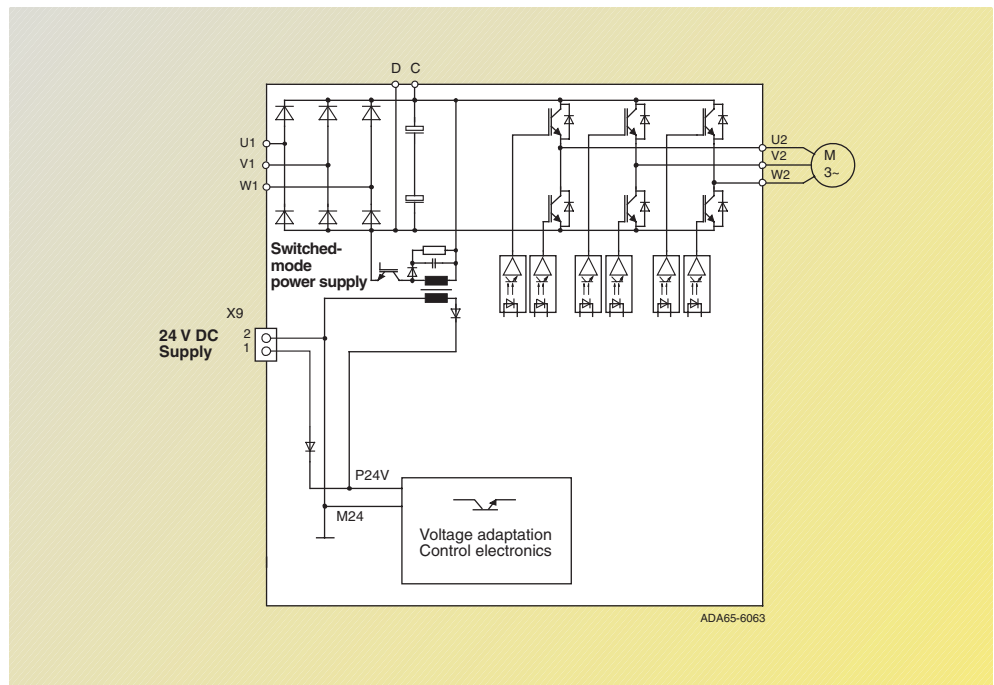 D C
U1
V1
W1
U2
V2
W2
M
3~
Switched-
mode
power supply
X9
24 V DC
Supply
2
1
P24V
M24
Voltage adaptation
Control electronics
ADA65-6063